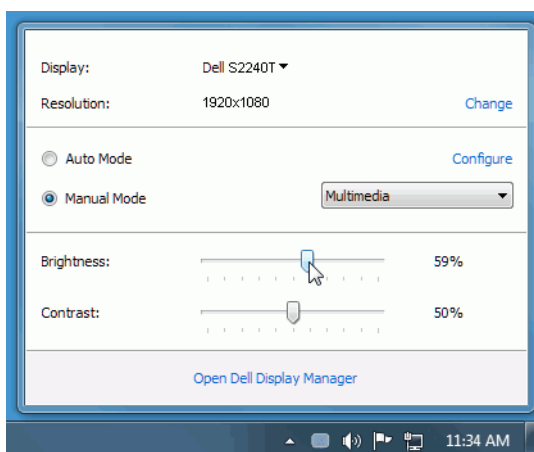 Display: Dell S2240T
Resolution: 1920x1080 Change
Auto Mode Configure
Manual Mode Multimedia
Brightness: 59%
Contrast: 50%
Open Dell Display Manager
11:34 AM